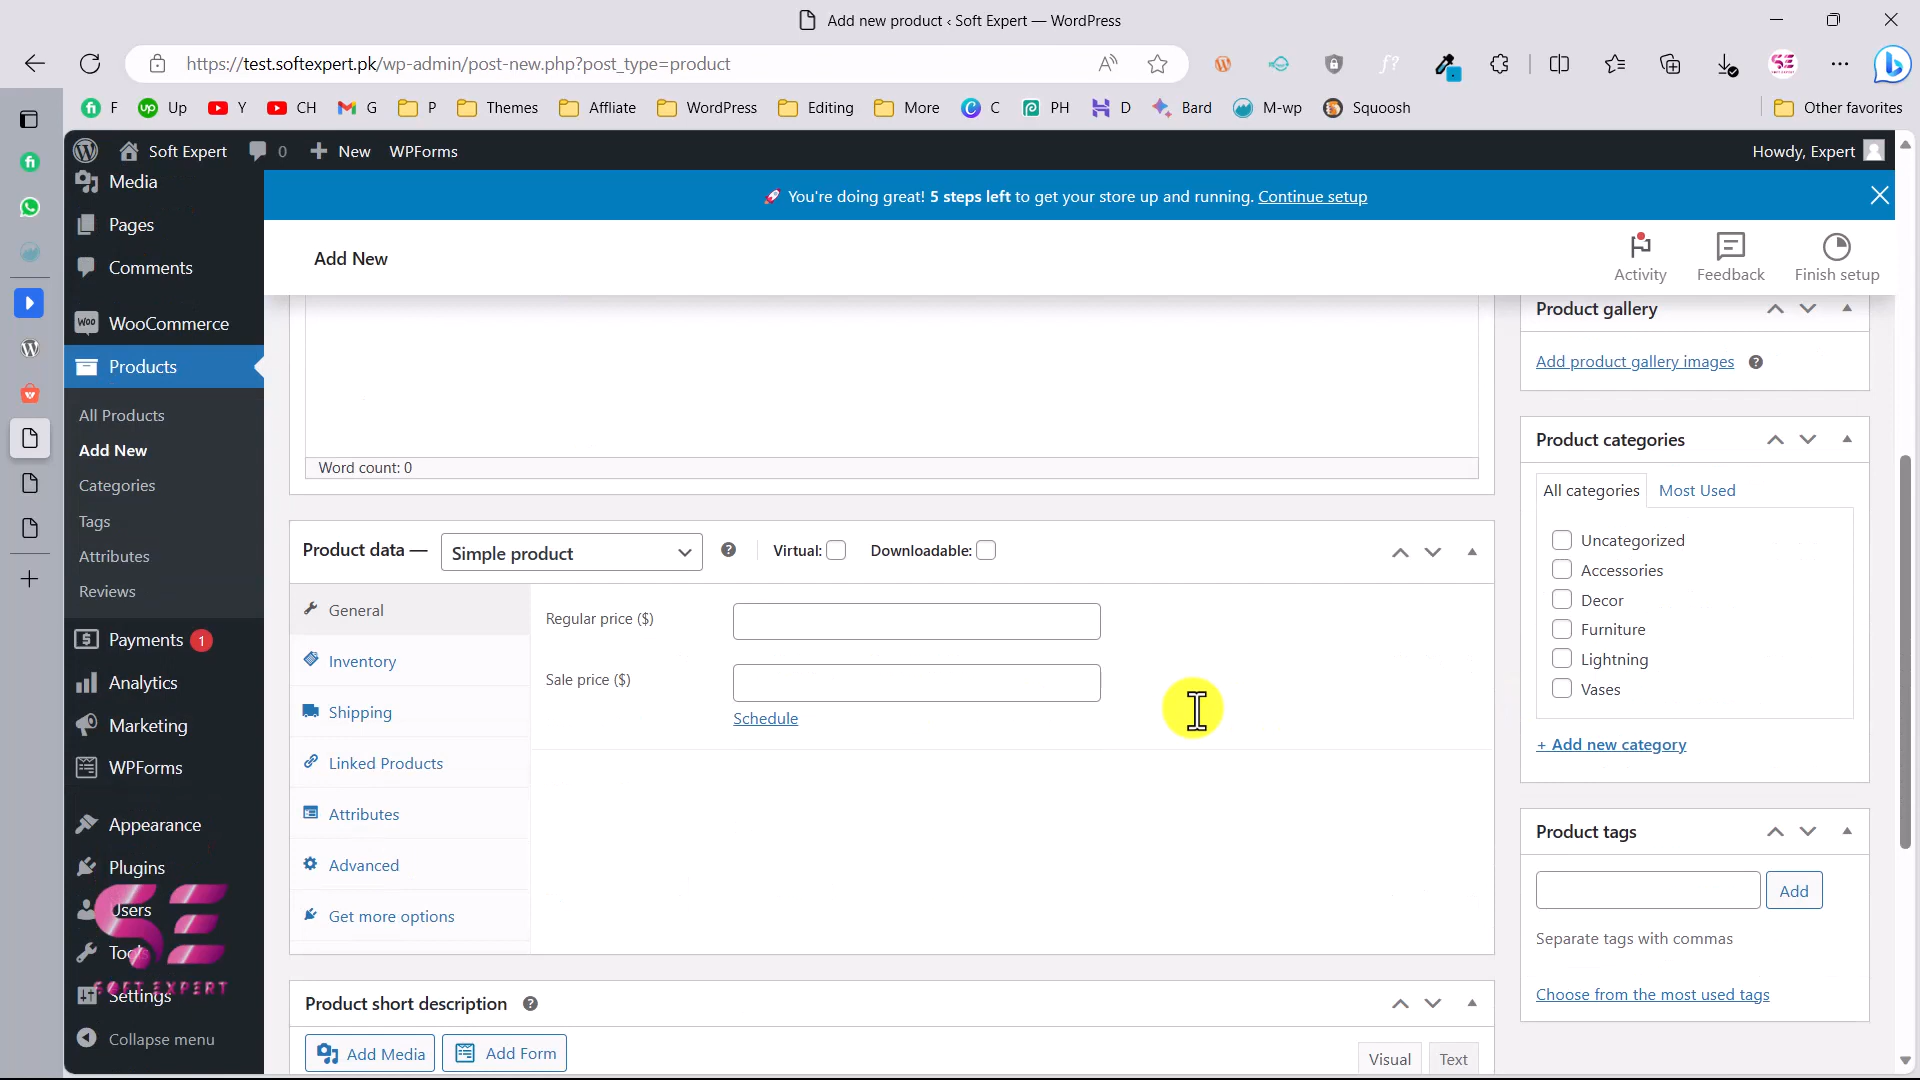 Add new product ‹ Soft Expert — WordPress
https://test.softexpert.pk/wp-admin/post-new.php?post_type=product
F
Up
Y
CH
G
P
Themes
Affliate
WordPress
Editing
More
C
PH
D
Bard
M-wp
Squoosh
Other favorites
Soft Expert
0
New
WPForms
Howdy, Expert
Media
Pages
Comments
WooCommerce
Products
All Products
Add New
Categories
Tags
Attributes
Reviews
Payments 1
Analytics
Marketing
WPForms
Appearance
Plugins
Users
Tools
Settings
Collapse menu
SE
SOFT EXPERT
You're doing great! 5 steps left to get your store up and running. Continue setup
Add New
Activity
Feedback
Finish setup
Word count: 0
Product data —
Simple product
Virtual:
Downloadable:
General
Inventory
Shipping
Linked Products
Attributes
Advanced
Get more options
Regular price ($)
Sale price ($)
Schedule
Product short description
Add Media
Add Form
Visual
Text
Product gallery
Add product gallery images
Product categories
All categories
Most Used
Uncategorized
Accessories
Decor
Furniture
Lightning
Vases
+ Add new category
Product tags
Add
Separate tags with commas
Choose from the most used tags